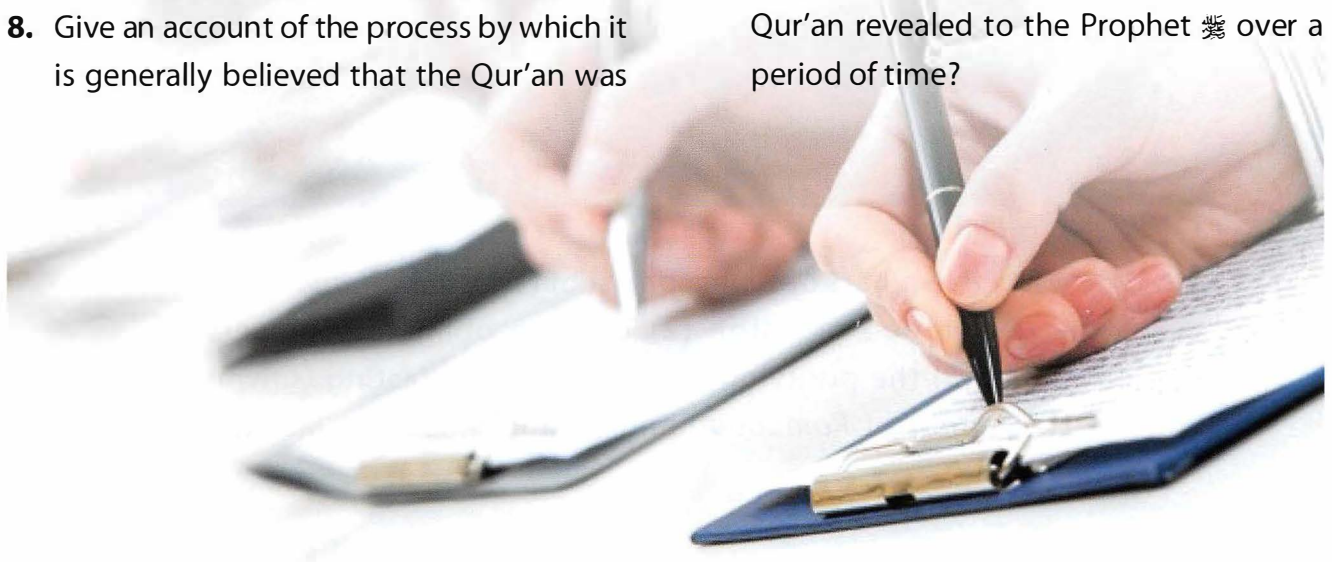 8. Give an account of the process by which it
is generally believed that the Qur'an was
Qur'an revealed to the Prophet ﷺ over a
period of time?